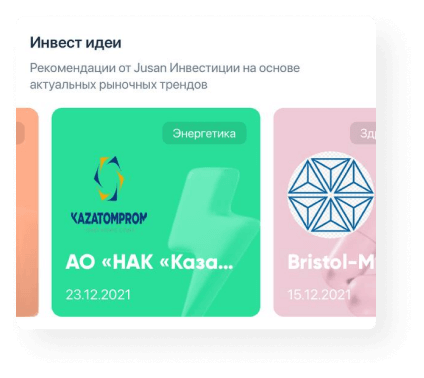 Инвест идеи
Рекомендации от Jusan Инвестиции на основе
актуальных рыночных трендов
Энергетика
Зд
KAZATOMPROM
АО «НАК «Каза...
Bristol-M
23.12.2021
15.12.2021